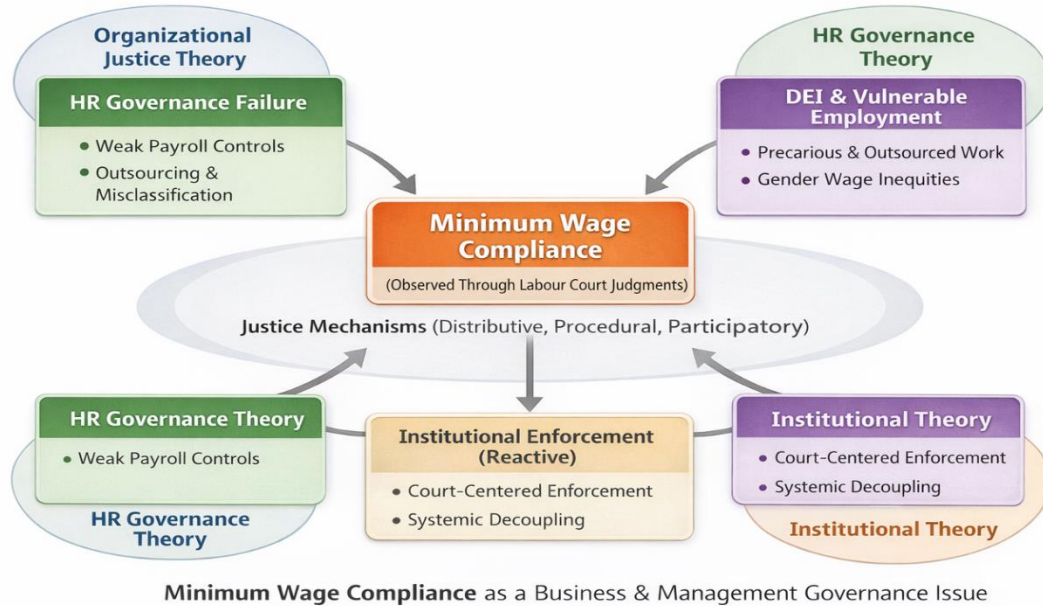 Organizational
Justice Theory
HR Governance Failure
• Weak Payroll Controls
• Outsourcing &
Misclassification
HR Governance
Theory
DEI & Vulnerable
Employment
• Precarious & Outsourced Work
• Gender Wage Inequities
Minimum Wage
Compliance
(Observed Through Labour Court Judgments)
Justice Mechanisms (Distributive, Procedural, Participatory)
HR Governance Theory
• Weak Payroll Controls
HR Governance
Theory
Institutional Enforcement
(Reactive)
• Court-Centered Enforcement
• Systemic Decoupling
Institutional Theory
• Court-Centered Enforcement
• Systemic Decoupling
Institutional Theory
Minimum Wage Compliance as a Business & Management Governance Issue